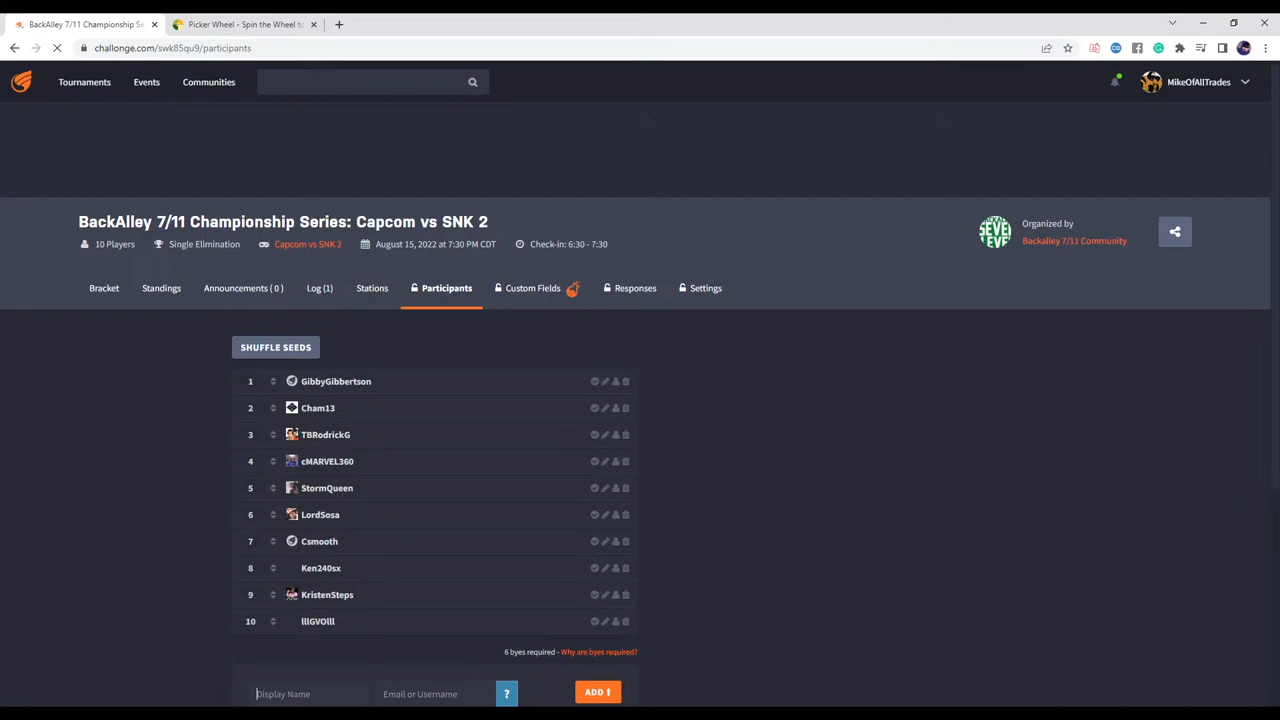 BackAlley 7/11 Championship Se
Picker Wheel - Spin the Wheel to
challonge.com/swk85qu9/participants
Tournaments Events Communities
MikeOfAllTrades
BackAlley 7/11 Championship Series: Capcom vs SNK 2
10 Players Single Elimination Capcom vs SNK 2 August 15, 2022 at 7:30 PM CDT Check-in: 6:30 - 7:30
SEVE
EVE
Organized by
Backalley 7/11 Community
Bracket Standings Announcements ( 0 ) Log (1) Stations Participants Custom Fields Responses Settings
SHUFFLE SEEDS
1 GibbyGibbertson
2 Cham13
3 TBRodrickG
4 cMARVEL360
5 StormQueen
6 LordSosa
7 Csmooth
8 Ken240sx
9 KristenSteps
10 lllGVOlll
6 byes required - Why are byes required?
Display Name Email or Username ? ADD